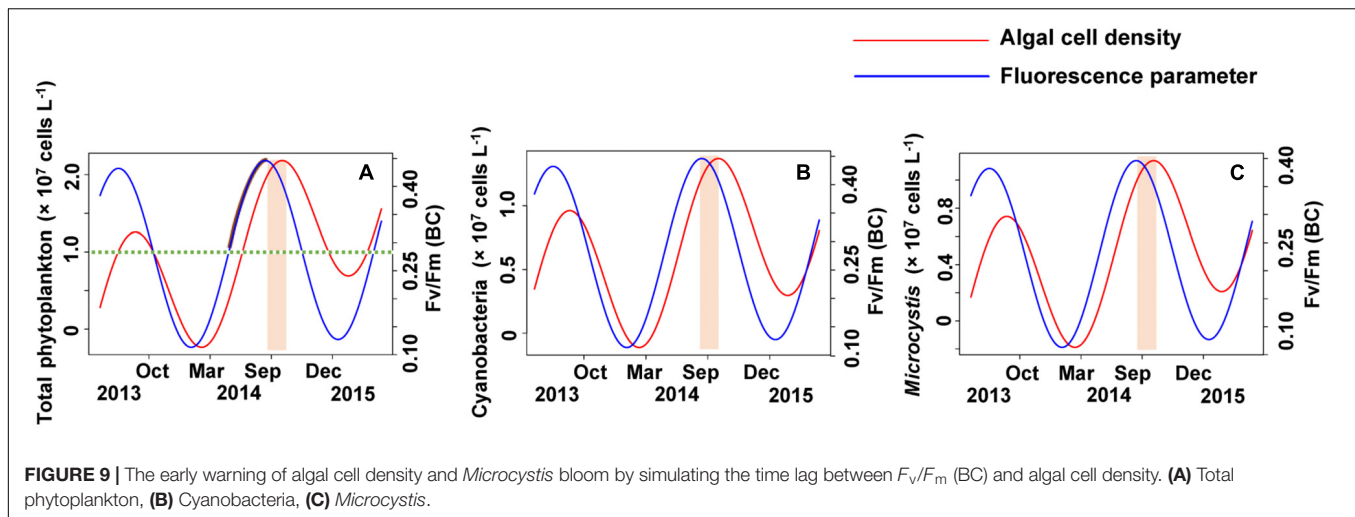 Algal cell density
Fluorescence parameter
Total phytoplankton (× 10⁷ cells L⁻¹)
2.0
1.0
0
A
0.40
0.25
0.10
Fv/Fm (BC)
Oct Mar Sep Dec
2013 2014 2015
Cyanobacteria (× 10⁷ cells L⁻¹)
1.0
0.5
0
B
0.40
0.25
0.10
Fv/Fm (BC)
Oct Mar Sep Dec
2013 2014 2015
Microcystis (× 10⁷ cells L⁻¹)
0.8
0.4
0
C
0.40
0.25
0.10
Fv/Fm (BC)
Oct Mar Sep Dec
2013 2014 2015
FIGURE 9 | The early warning of algal cell density and Microcystis bloom by simulating the time lag between Fv/Fm (BC) and algal cell density. (A) Total
phytoplankton, (B) Cyanobacteria, (C) Microcystis.